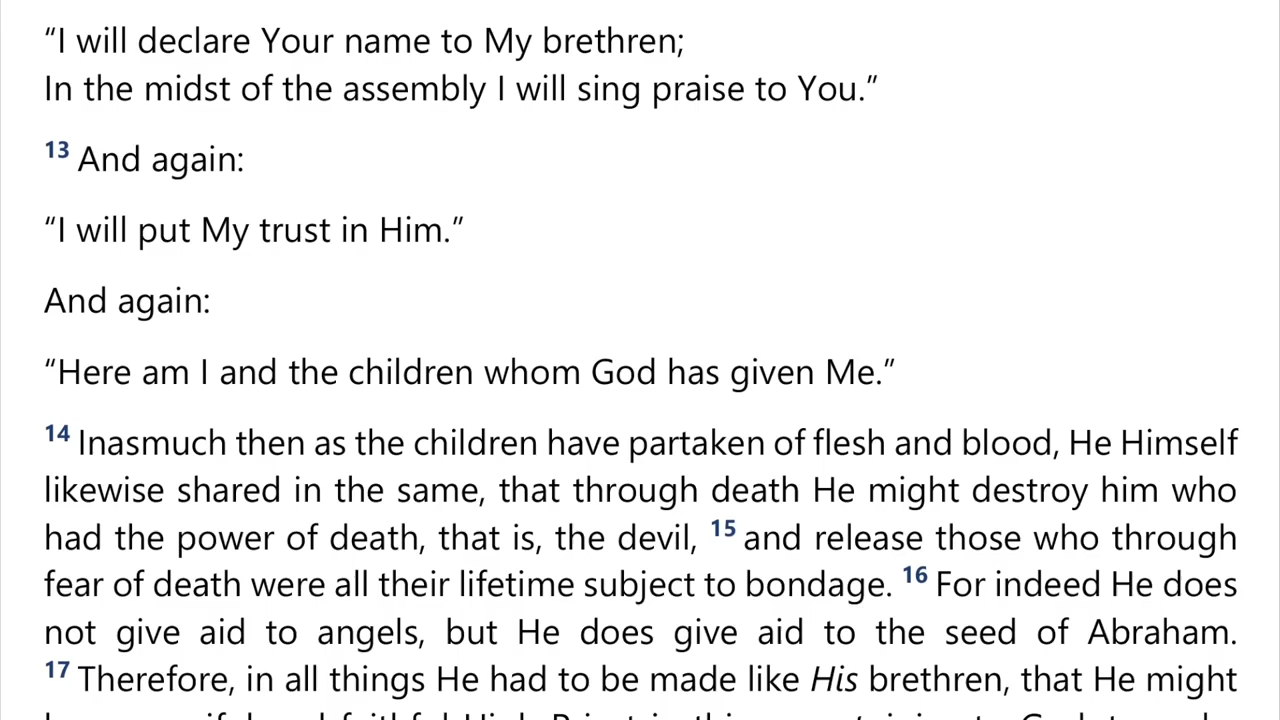 “I will declare Your name to My brethren;
In the midst of the assembly I will sing praise to You.”
13 And again:
“I will put My trust in Him.”
And again:
“Here am I and the children whom God has given Me.”
14 Inasmuch then as the children have partaken of flesh and blood, He Himself
likewise shared in the same, that through death He might destroy him who
had the power of death, that is, the devil, 15 and release those who through
fear of death were all their lifetime subject to bondage. 16 For indeed He does
not give aid to angels, but He does give aid to the seed of Abraham.
17 Therefore, in all things He had to be made like His brethren, that He might